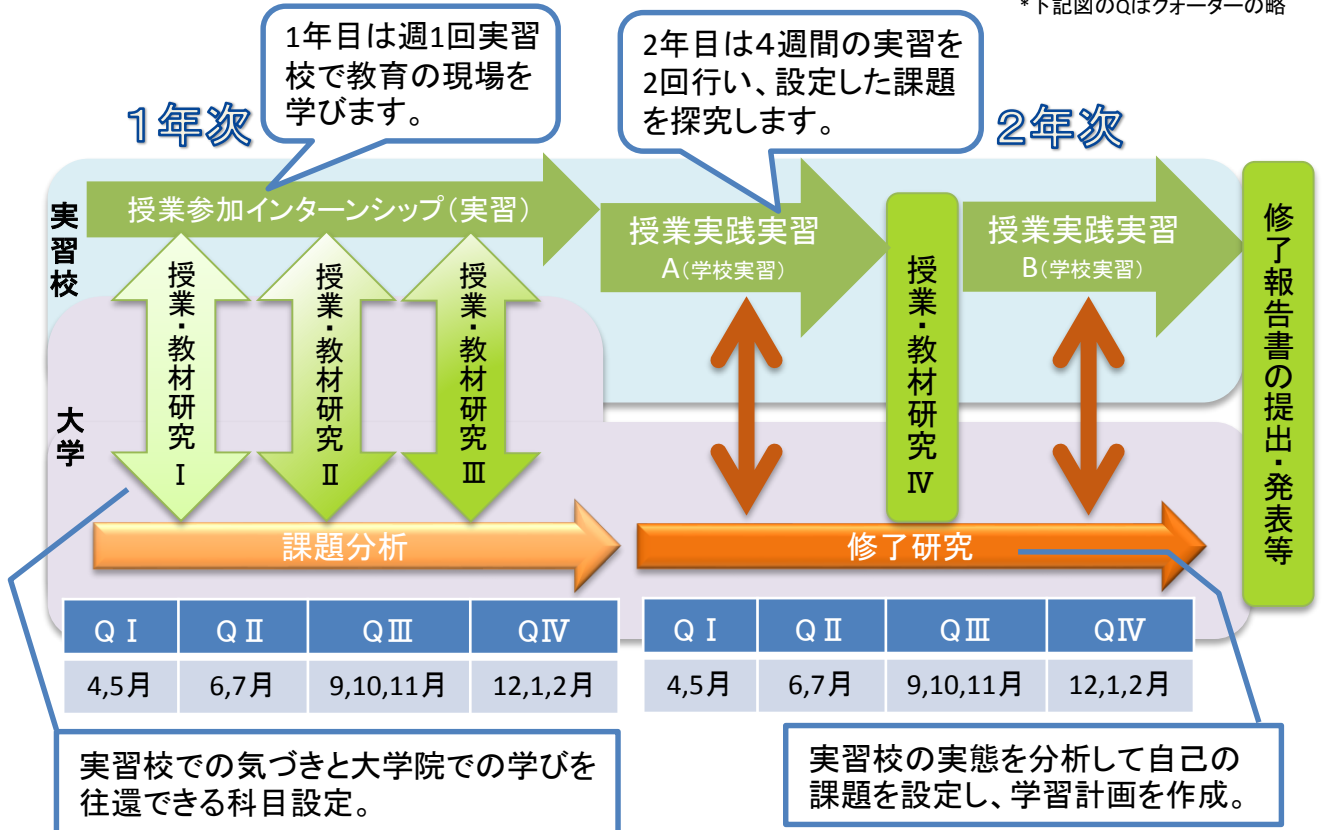 *下記図のQはクォーターの略
1年目は週1回実習
校で教育の現場を
学びます。
2年目は４週間の実習を
2回行い、設定した課題
を探究します。
1年次
2年次
実習校
授業参加インターンシップ(実習)
授業実践実習
A(学校実習)
授業実践実習
B(学校実習)
授業・教材研究Ⅰ
授業・教材研究Ⅱ
授業・教材研究Ⅲ
授業・教材研究Ⅳ
修了報告書の提出・発表等
大学
課題分析
修了研究
QⅠ QⅡ QⅢ QⅣ
4,5月 6,7月 9,10,11月 12,1,2月
QⅠ QⅡ QⅢ QⅣ
4,5月 6,7月 9,10,11月 12,1,2月
実習校での気づきと大学院での学びを
往還できる科目設定。
実習校の実態を分析して自己の
課題を設定し、学習計画を作成。